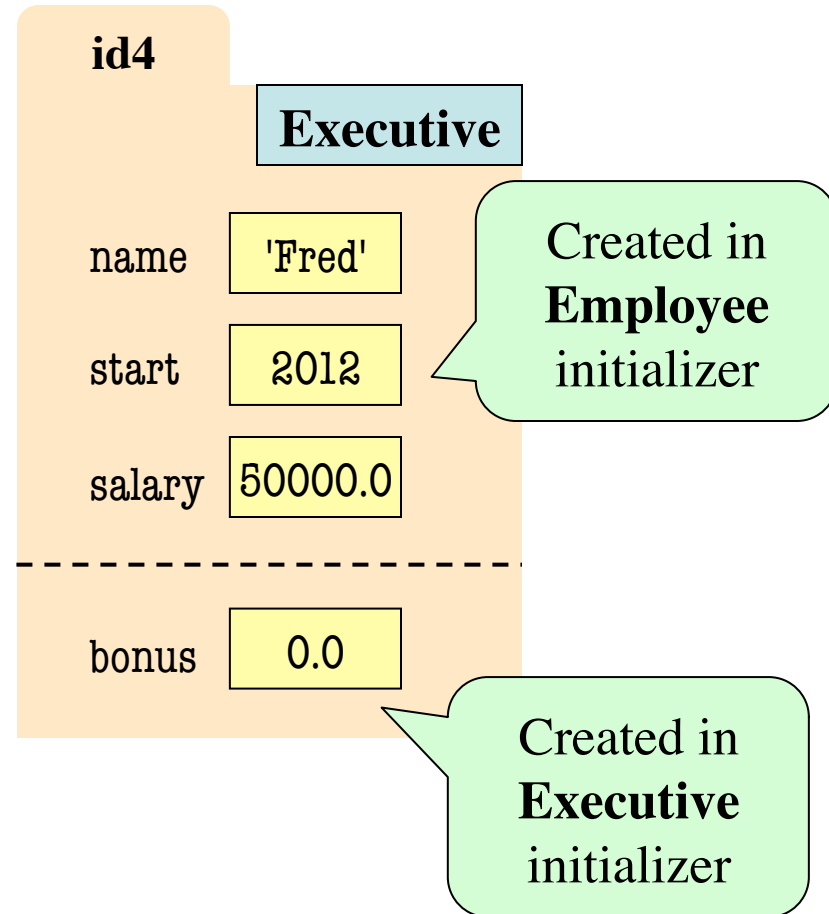 id4
Executive
name 'Fred'
Created in
Employee
initializer
start 2012
salary 50000.0
bonus 0.0
Created in
Executive
initializer